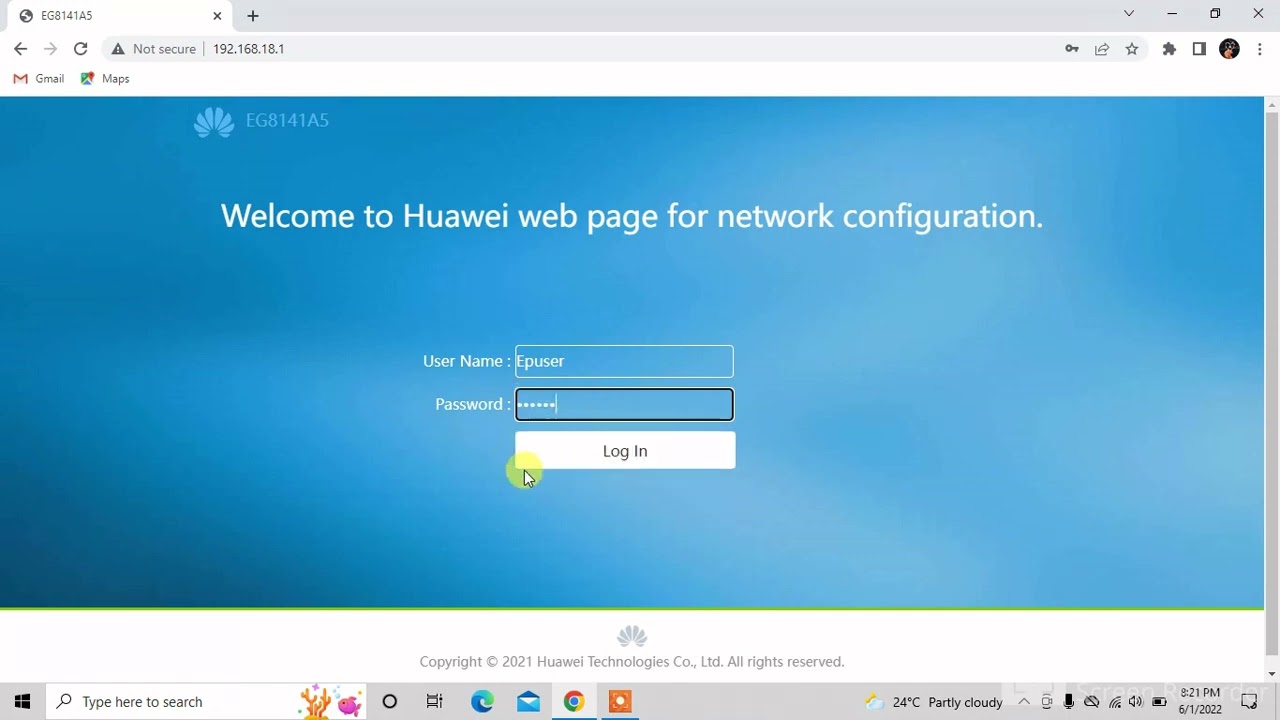 EG8141A5
Not secure
192.168.18.1
Gmail
Maps
EG8141A5
Welcome to Huawei web page for network configuration.
User Name : Epuser
Password : ••••••
Log In
Copyright © 2021 Huawei Technologies Co., Ltd. All rights reserved.
Type here to search
24°C Partly cloudy
8:21 PM
6/1/2022
Screen Recorder